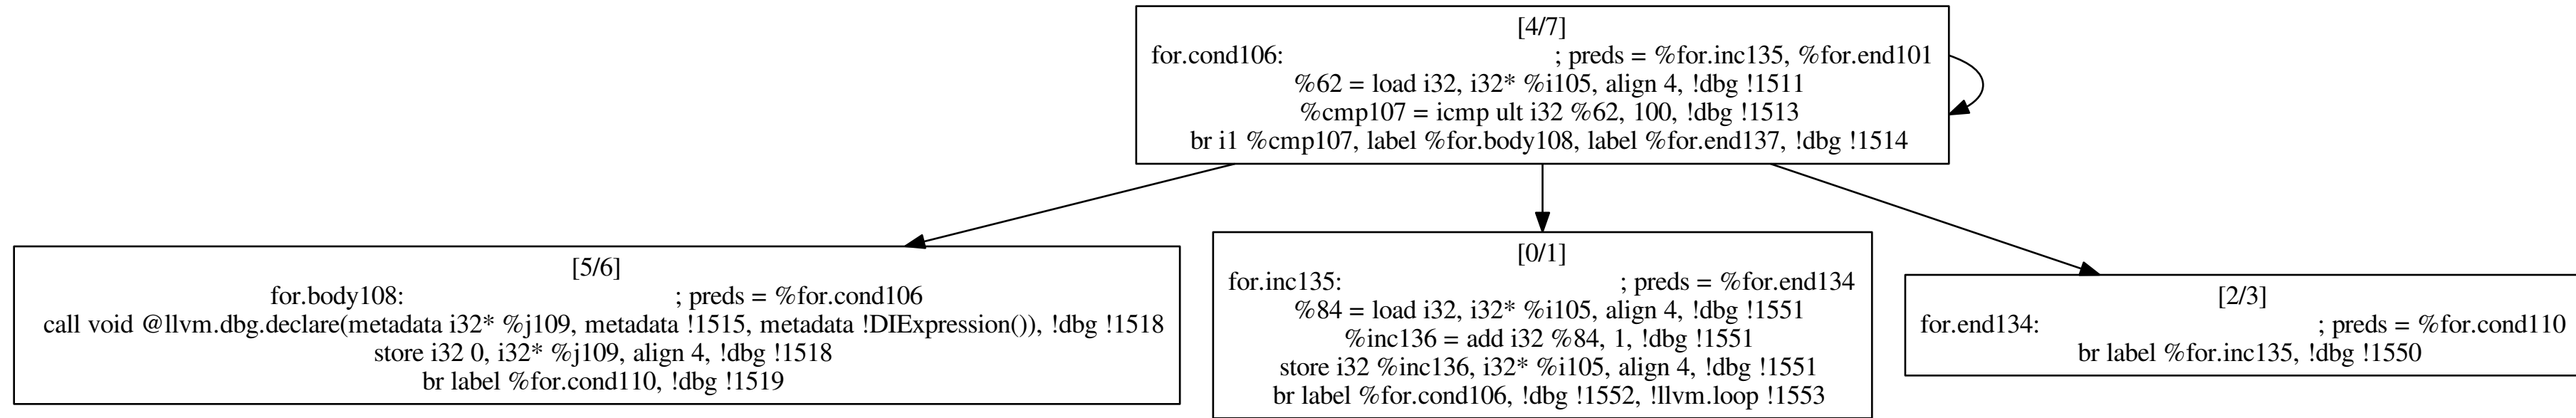 [4/7]
for.cond106: ; preds = %for.inc135, %for.end101
%62 = load i32, i32* %i105, align 4, !dbg !1511
%cmp107 = icmp ult i32 %62, 100, !dbg !1513
br i1 %cmp107, label %for.body108, label %for.end137, !dbg !1514
[5/6]
for.body108: ; preds = %for.cond106
call void @llvm.dbg.declare(metadata i32* %j109, metadata !1515, metadata !DIExpression()), !dbg !1518
store i32 0, i32* %j109, align 4, !dbg !1518
br label %for.cond110, !dbg !1519
[0/1]
for.inc135: ; preds = %for.end134
%84 = load i32, i32* %i105, align 4, !dbg !1551
%inc136 = add i32 %84, 1, !dbg !1551
store i32 %inc136, i32* %i105, align 4, !dbg !1551
br label %for.cond106, !dbg !1552, !llvm.loop !1553
[2/3]
for.end134: ; preds = %for.cond110
br label %for.inc135, !dbg !1550